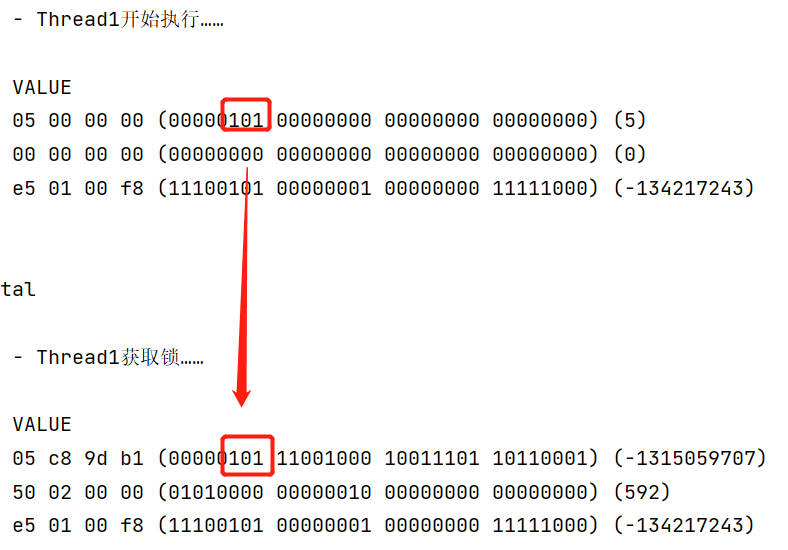 - Thread1开始执行……
VALUE
05 00 00 00 (00000101 00000000 00000000 00000000) (5)
00 00 00 00 (00000000 00000000 00000000 00000000) (0)
e5 01 00 f8 (11100101 00000001 00000000 11111000) (-134217243)
tal
- Thread1获取锁……
VALUE
05 c8 9d b1 (00000101 11001000 10011101 10110001) (-1315059707)
50 02 00 00 (01010000 00000010 00000000 00000000) (592)
e5 01 00 f8 (11100101 00000001 00000000 11111000) (-134217243)